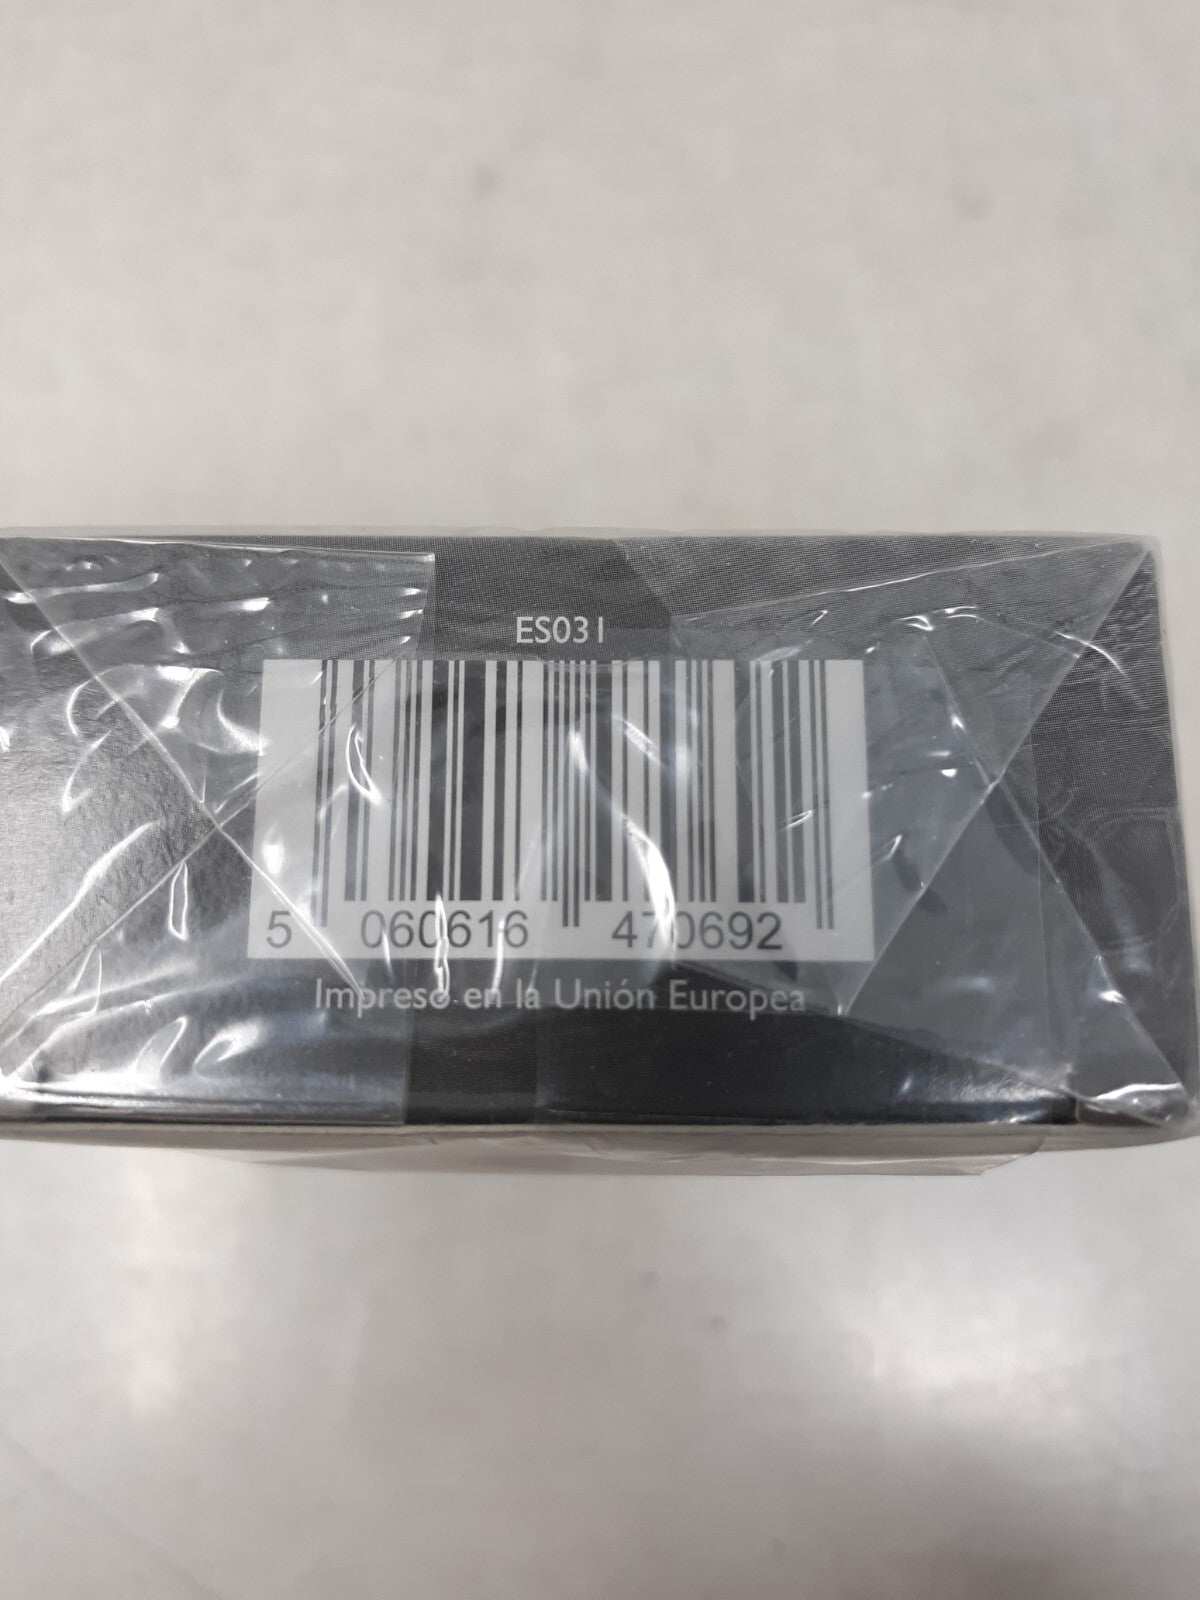 ES031
5 060616 470692
Impreso en la Unión Europea